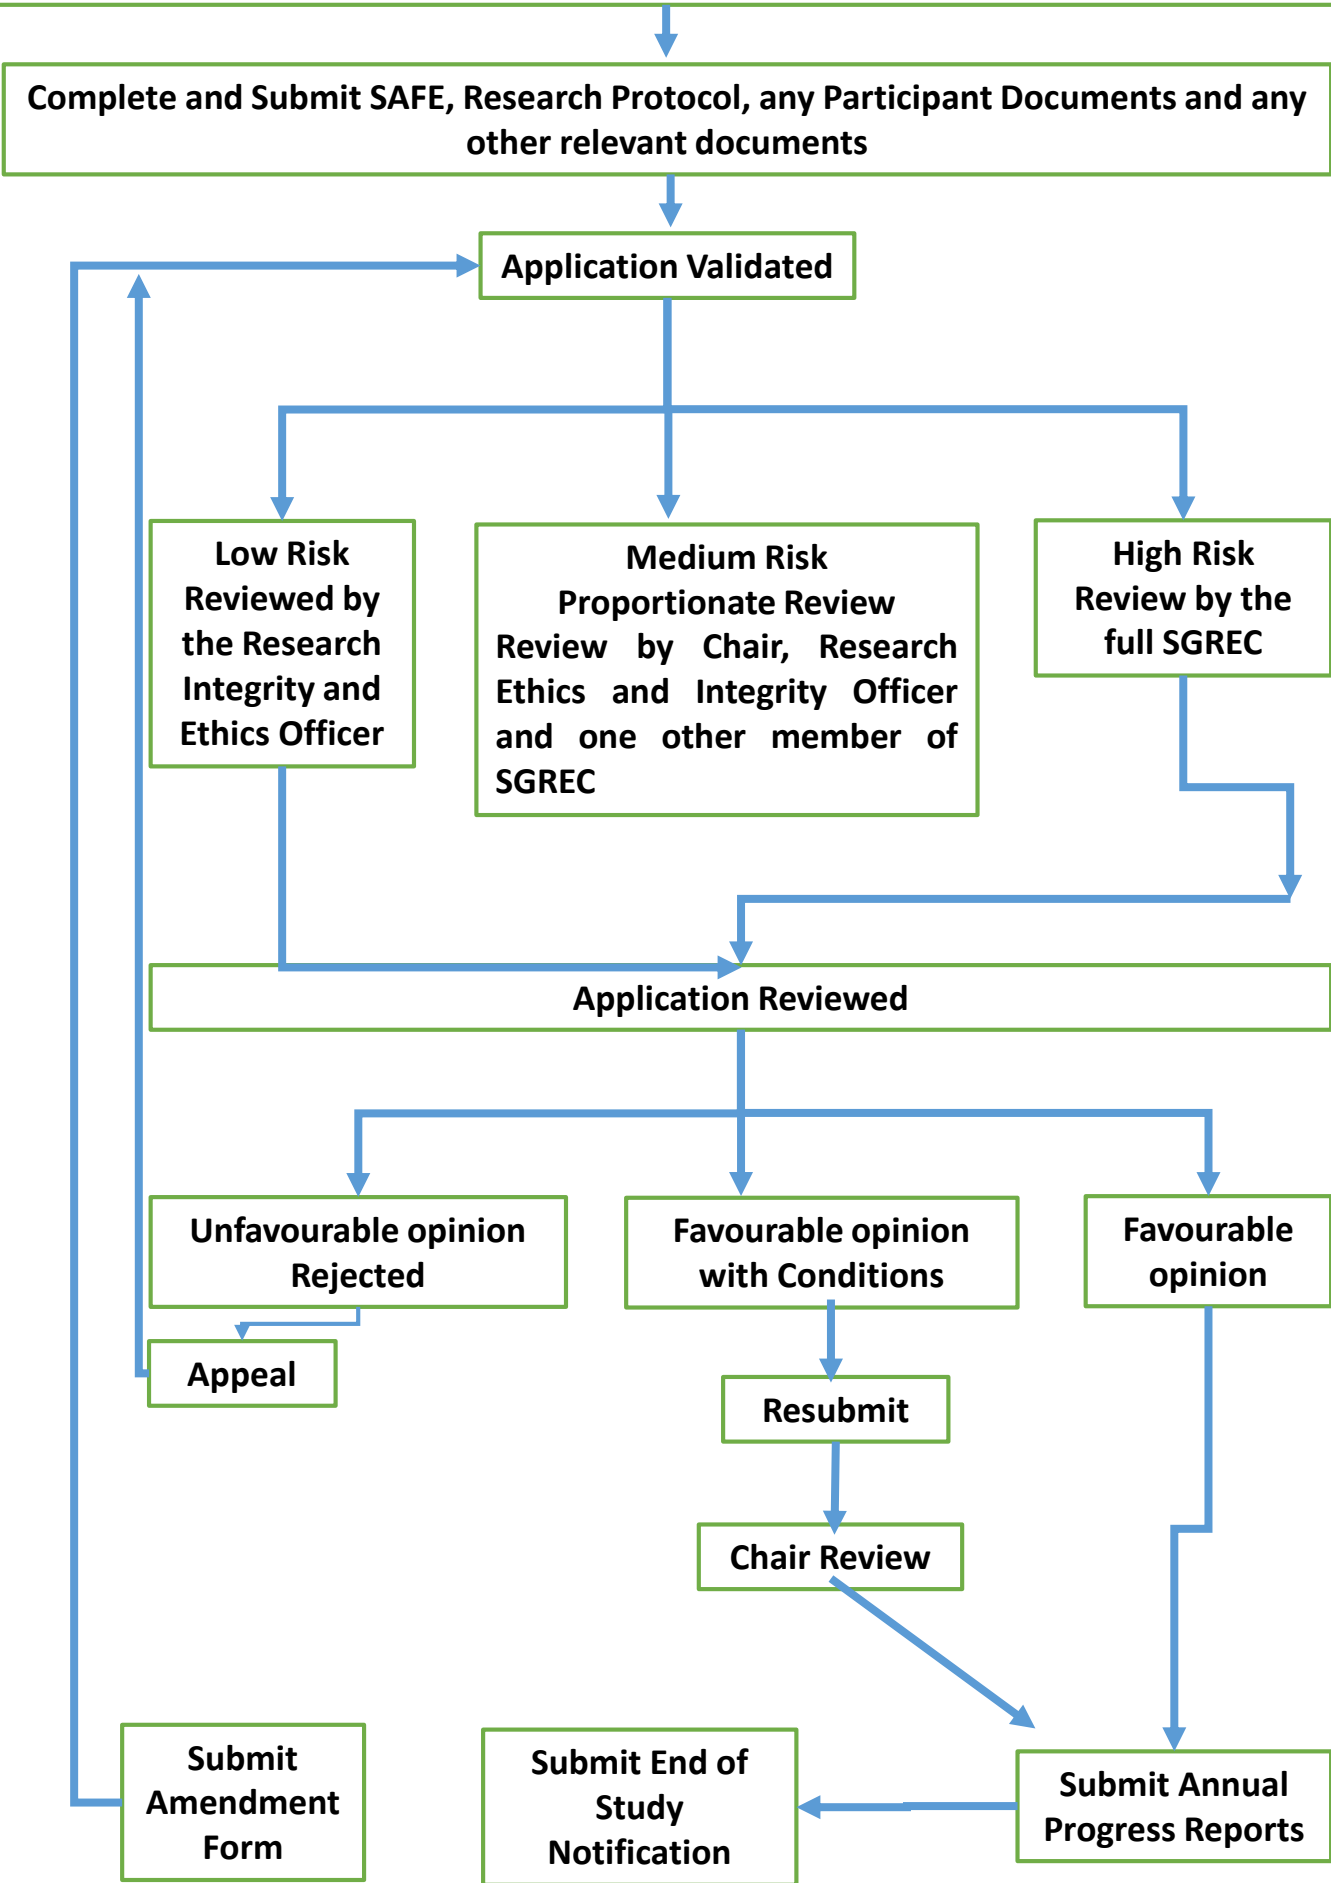 Complete and Submit SAFE, Research Protocol, any Participant Documents and any
other relevant documents
Application Validated
Low Risk
Reviewed by
the Research
Integrity and
Ethics Officer
Medium Risk
Proportionate Review
Review by Chair, Research
Ethics and Integrity Officer
and one other member of
SGREC
High Risk
Review by the
full SGREC
Application Reviewed
Unfavourable opinion
Rejected
Favourable opinion
with Conditions
Favourable
opinion
Appeal
Resubmit
Chair Review
Submit
Amendment
Form
Submit End of
Study
Notification
Submit Annual
Progress Reports